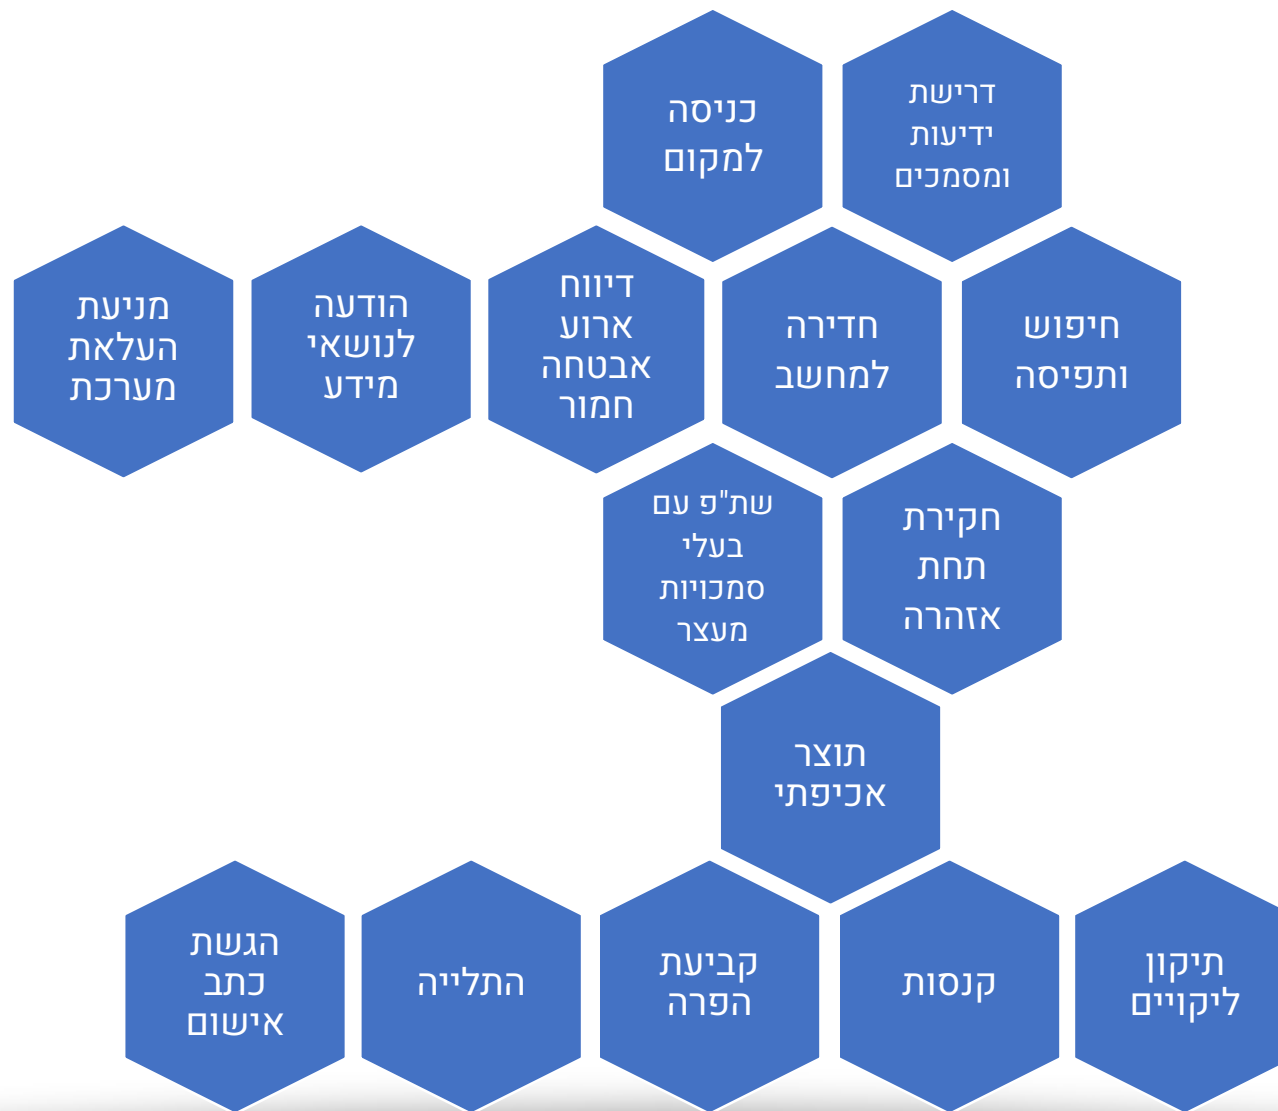 דרישת
ידיעות
ומסמכים
כניסה
למקום
חיפוש
ותפיסה
חדירה
למחשב
דיווח
ארוע
אבטחה
חמור
הודעה
לנושאי
מידע
מניעת
העלאת
מערכת
חקירת
תחת
אזהרה
שת"פ עם
בעלי
סמכויות
מעצר
תוצר
אכיפתי
תיקון
ליקויים
קנסות
קביעת
הפרה
התלייה
הגשת
כתב
אישום